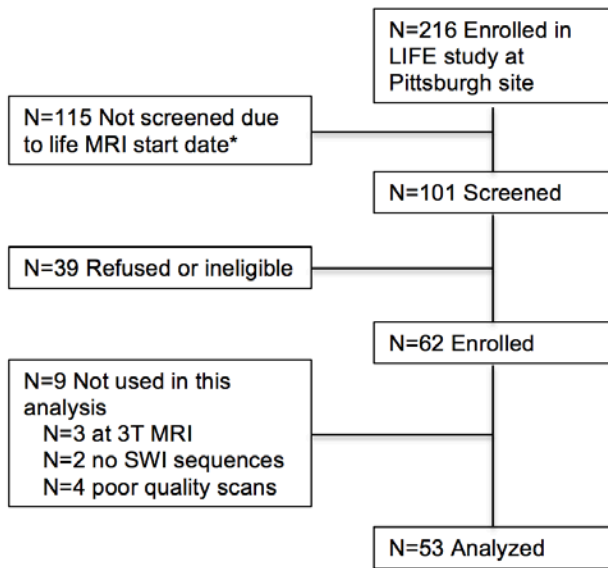 N=216 Enrolled in
LIFE study at
Pittsburgh site
N=115 Not screened due
to life MRI start date*
N=101 Screened
N=39 Refused or ineligible
N=62 Enrolled
N=9 Not used in this
analysis
N=3 at 3T MRI
N=2 no SWI sequences
N=4 poor quality scans
N=53 Analyzed